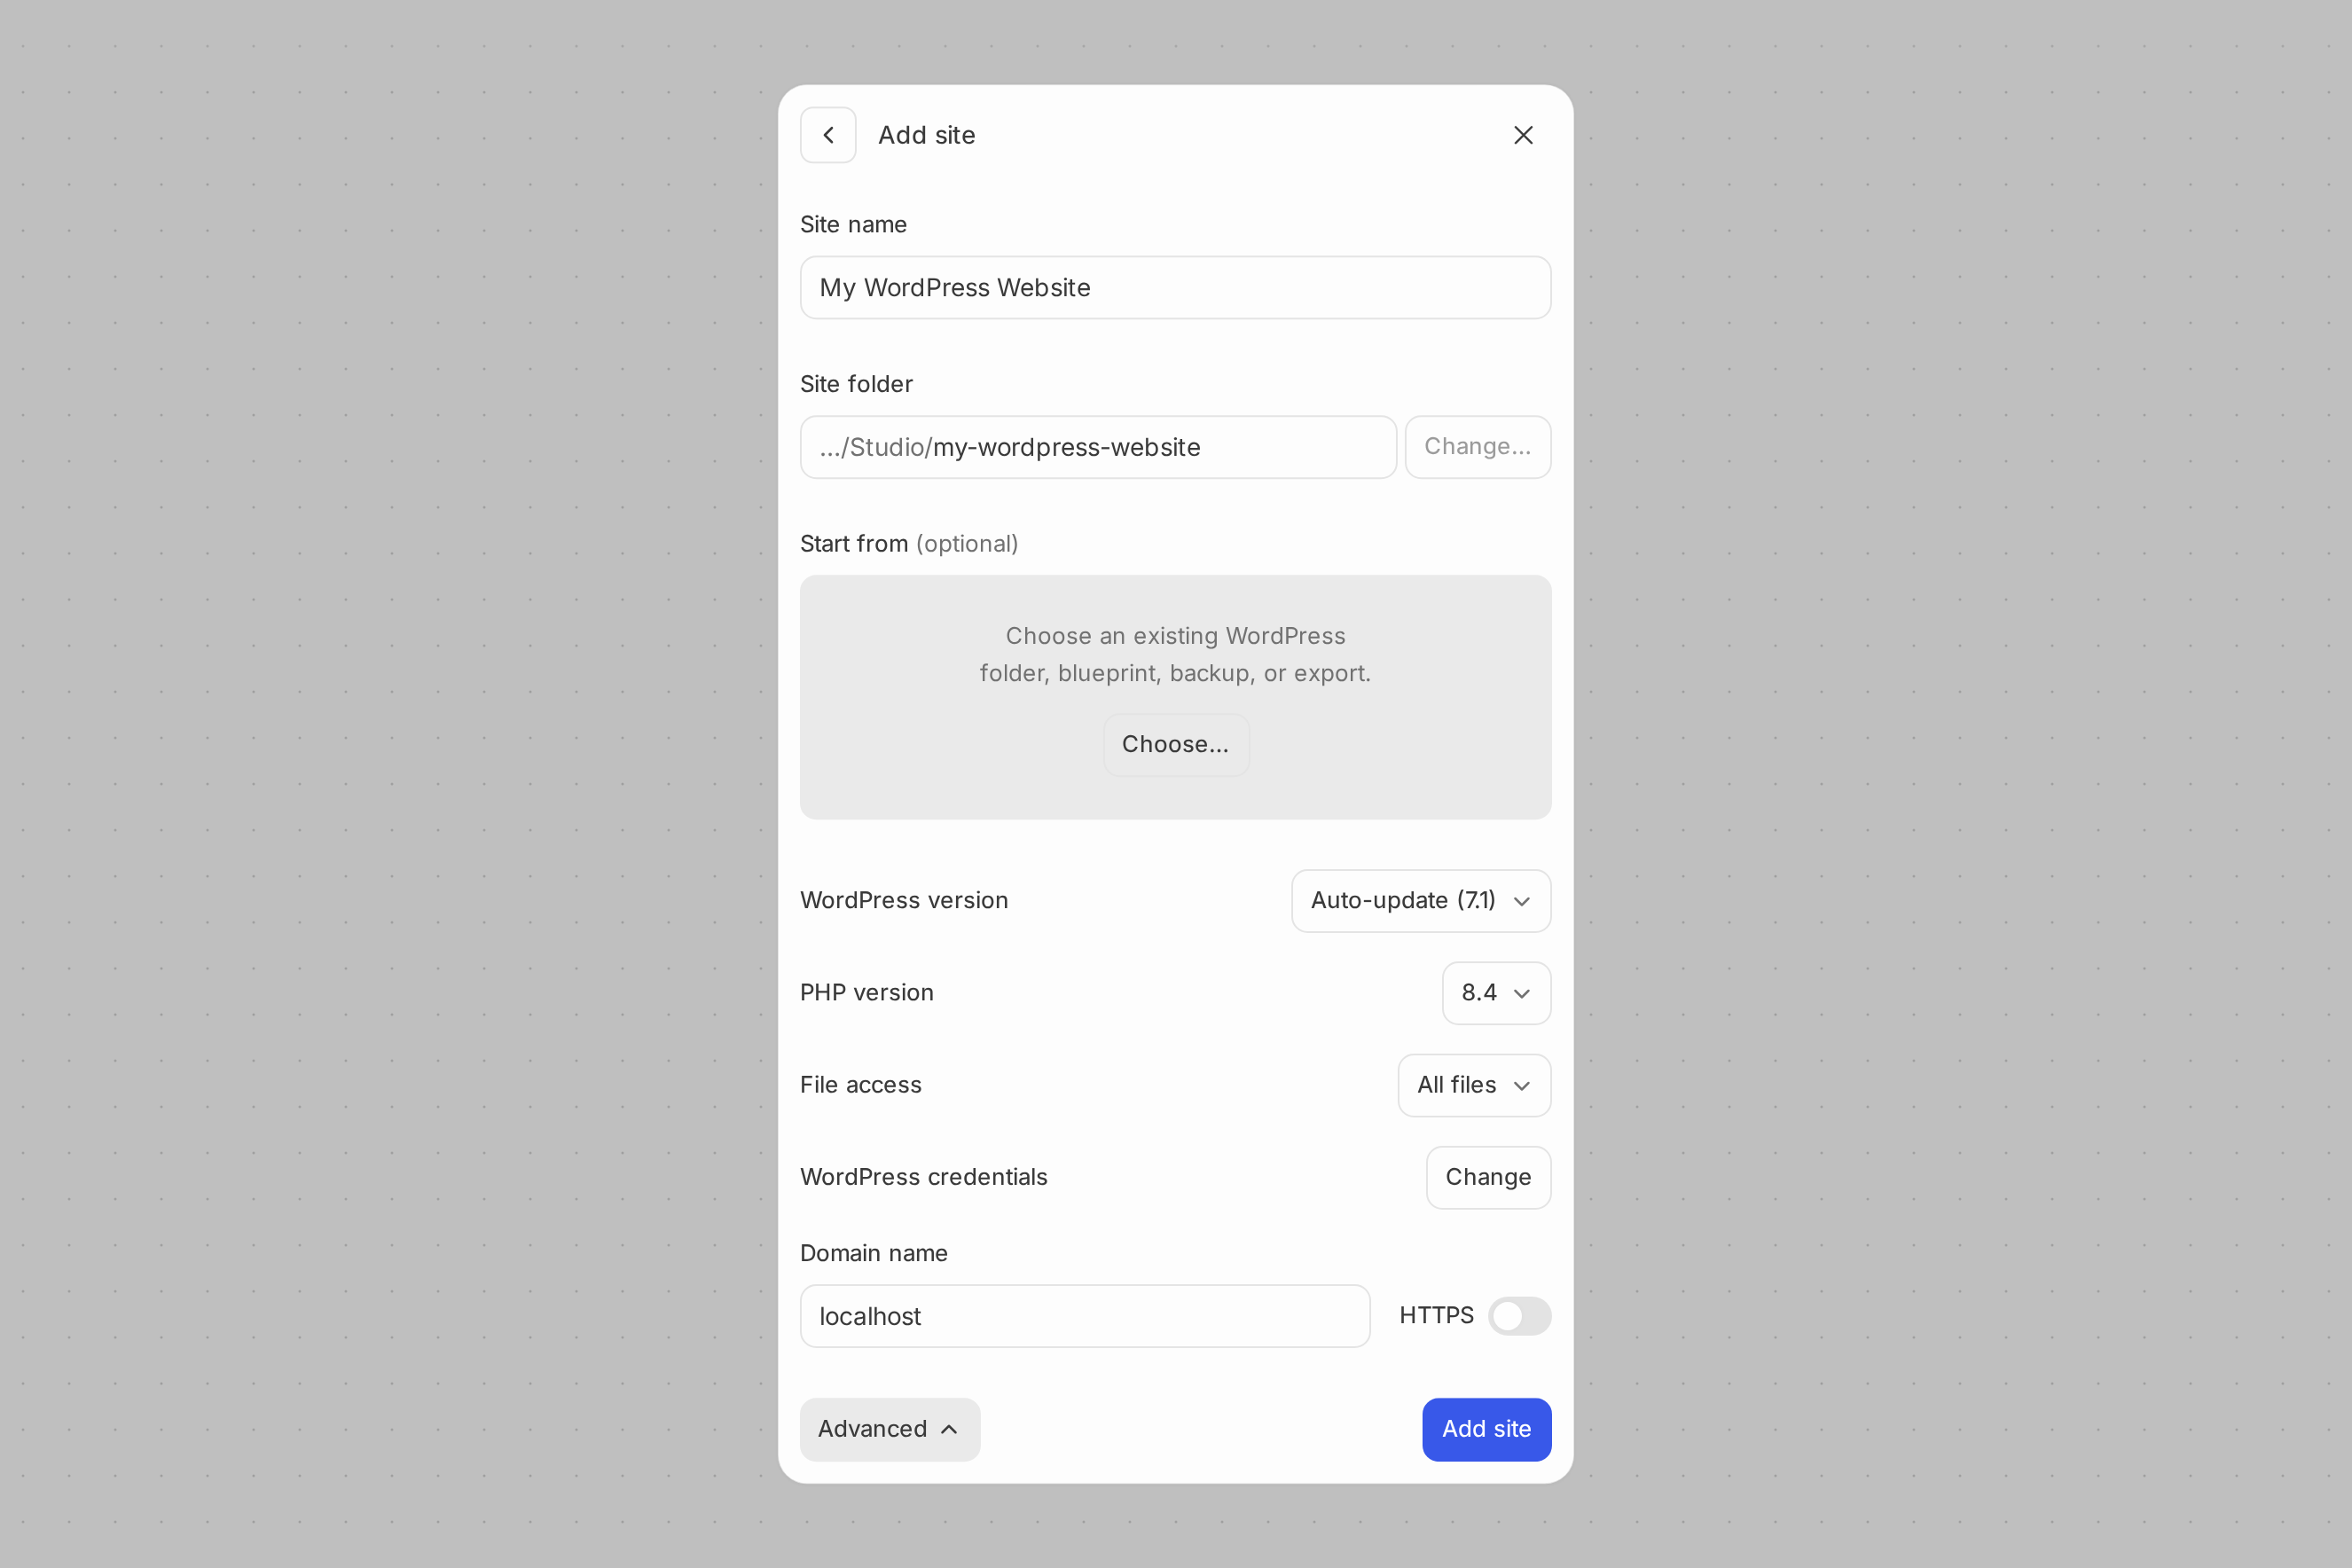 Add site
Site name
My WordPress Website
Site folder
.../Studio/my-wordpress-website
Change...
Start from (optional)
Choose an existing WordPress
folder, blueprint, backup, or export.
Choose...
WordPress version
Auto-update (7.1)
PHP version
8.4
File access
All files
WordPress credentials
Change
Domain name
localhost
HTTPS
Advanced
Add site